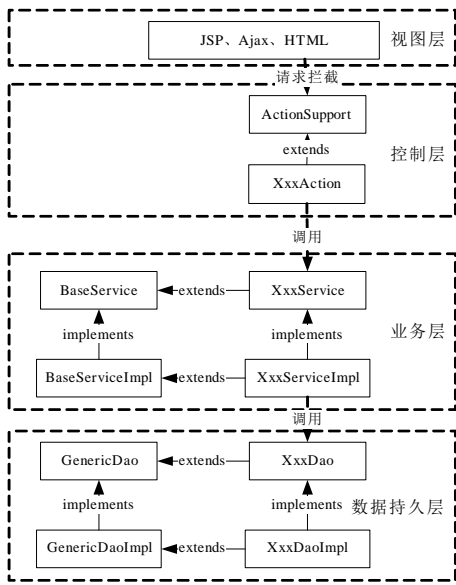 JSP、Ajax、HTML
视图层
请求拦截
ActionSupport
extends
控制层
XxxAction
调用
BaseService
extends
XxxService
implements
implements
业务层
BaseServiceImpl
extends
XxxServiceImpl
调用
GenericDao
extends
XxxDao
implements
implements
数据持久层
GenericDaoImpl
extends
XxxDaoImpl